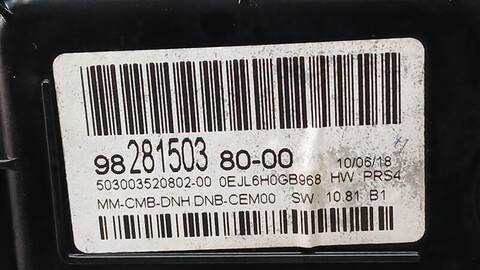 98 281503 80-00 10/06/18
503003520802-00 0EJL6H0GB968 HW PRS4
MM-CMB-DNH DNB-CEM00 SW: 10.81 B1